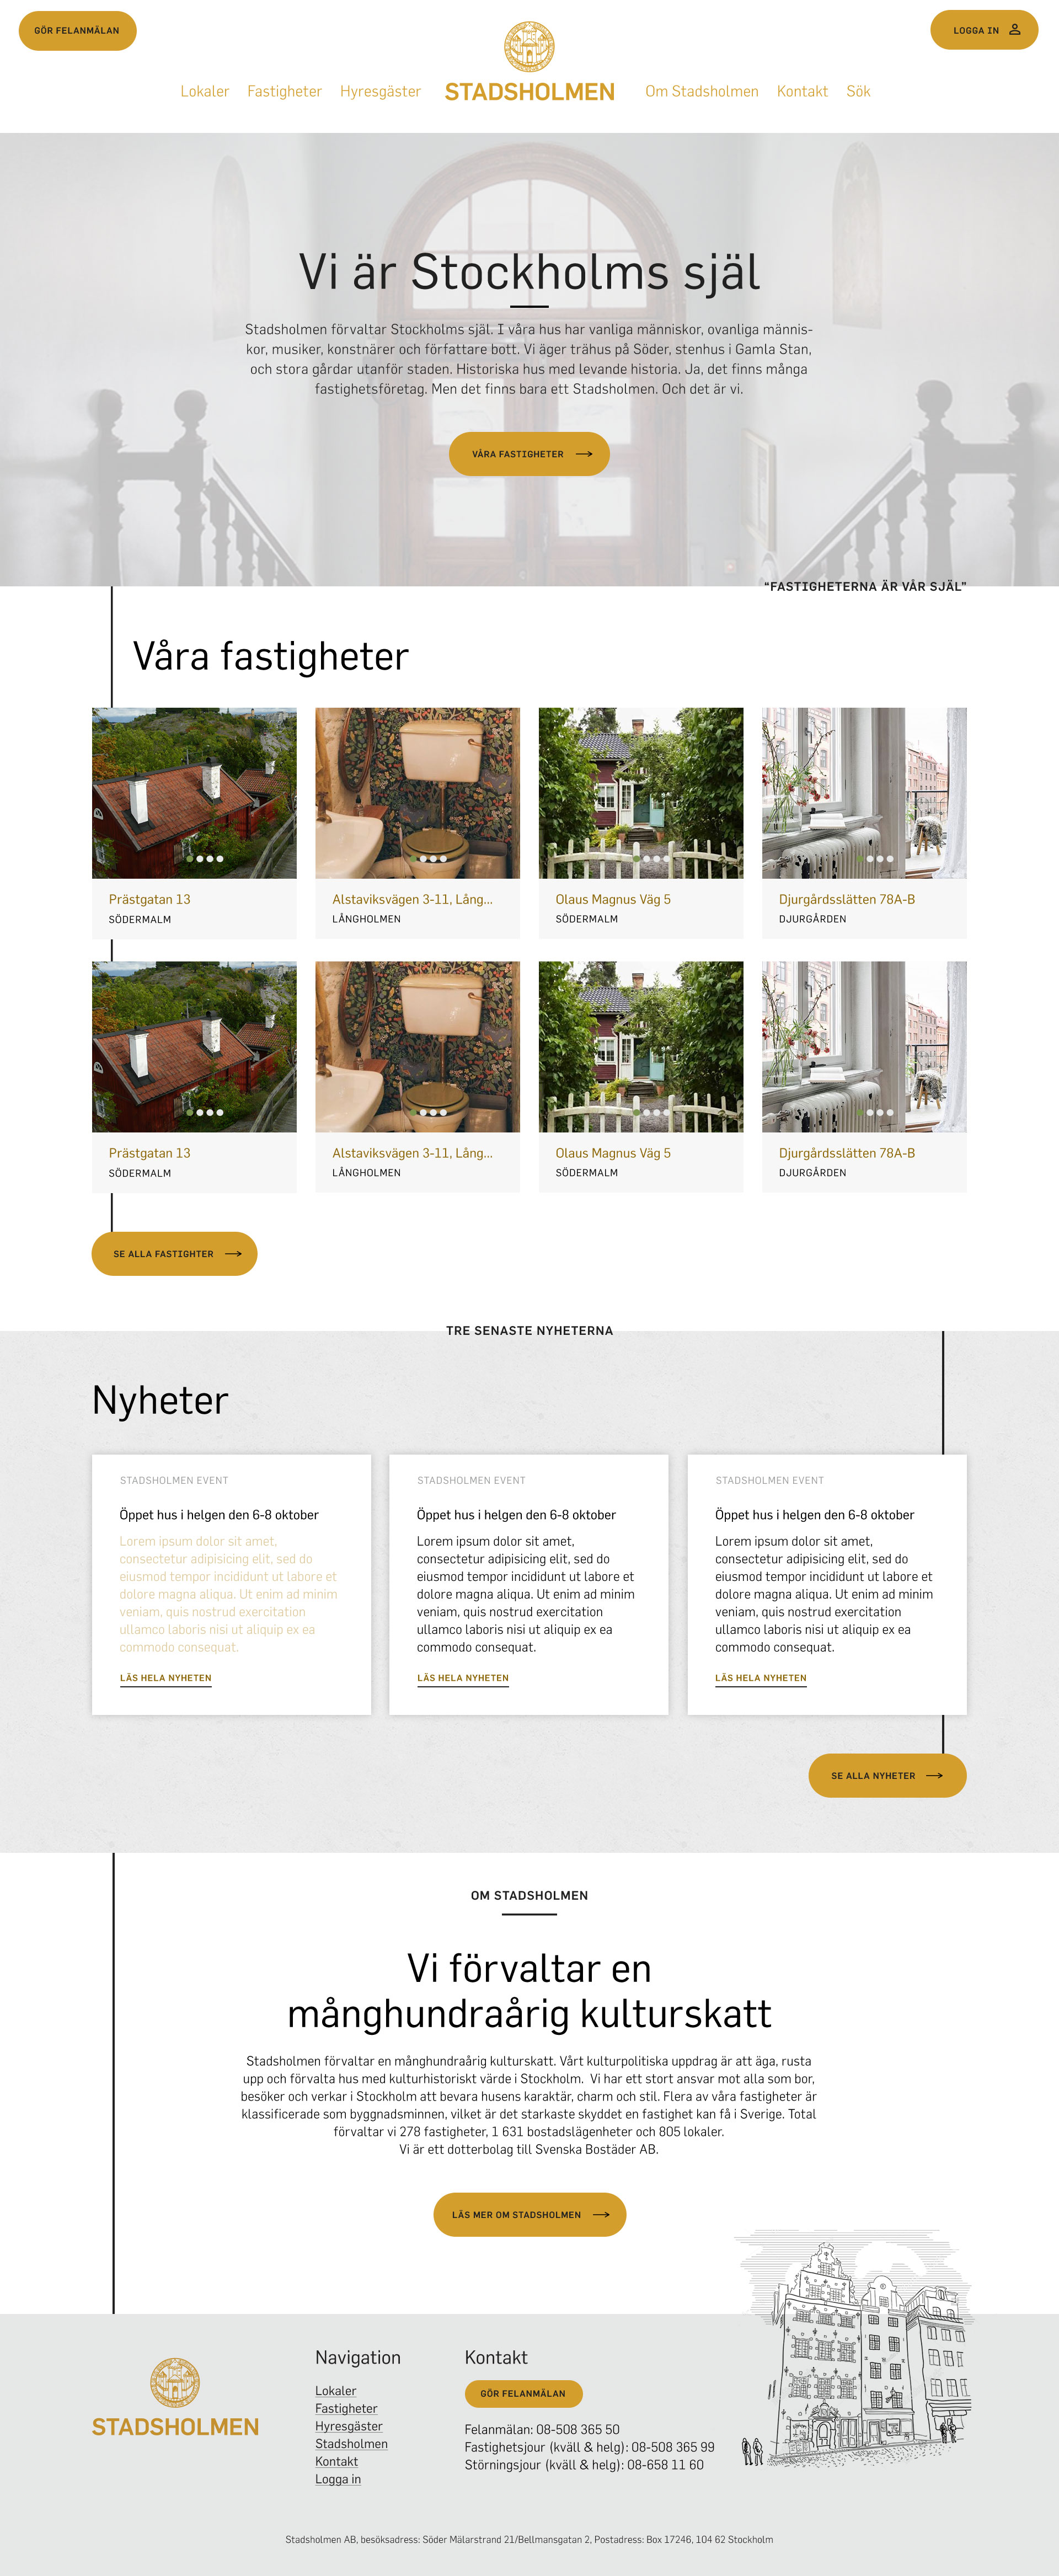 GÖR FELANMÄLAN
LOGGA IN
Lokaler Fastigheter Hyresgäster STADSHOLMEN Om Stadsholmen Kontakt Sök
Vi är Stockholms själ
Stadsholmen förvaltar Stockholms själ. I våra hus har vanliga människor, ovanliga männis-
kor, musiker, konstnärer och författare bott. Vi äger trähus på Söder, stenhus i Gamla Stan,
och stora gårdar utanför staden. Historiska hus med levande historia. Ja, det finns många
fastighetsföretag. Men det finns bara ett Stadsholmen. Och det är vi.
VÅRA FASTIGHETER
“FASTIGHETERNA ÄR VÅR SJÄL”
Våra fastigheter
Prästgatan 13
SÖDERMALM
Alstaviksvägen 3-11, Lång...
LÅNGHOLMEN
Olaus Magnus Väg 5
SÖDERMALM
Djurgårdsslätten 78A-B
DJURGÅRDEN
Prästgatan 13
SÖDERMALM
Alstaviksvägen 3-11, Lång...
LÅNGHOLMEN
Olaus Magnus Väg 5
SÖDERMALM
Djurgårdsslätten 78A-B
DJURGÅRDEN
SE ALLA FASTIGHTER
TRE SENASTE NYHETERNA
Nyheter
STADSHOLMEN EVENT
Öppet hus i helgen den 6-8 oktober
Lorem ipsum dolor sit amet,
consectetur adipisicing elit, sed do
eiusmod tempor incididunt ut labore et
dolore magna aliqua. Ut enim ad minim
veniam, quis nostrud exercitation
ullamco laboris nisi ut aliquip ex ea
commodo consequat.
LÄS HELA NYHETEN
STADSHOLMEN EVENT
Öppet hus i helgen den 6-8 oktober
Lorem ipsum dolor sit amet,
consectetur adipisicing elit, sed do
eiusmod tempor incididunt ut labore et
dolore magna aliqua. Ut enim ad minim
veniam, quis nostrud exercitation
ullamco laboris nisi ut aliquip ex ea
commodo consequat.
LÄS HELA NYHETEN
STADSHOLMEN EVENT
Öppet hus i helgen den 6-8 oktober
Lorem ipsum dolor sit amet,
consectetur adipisicing elit, sed do
eiusmod tempor incididunt ut labore et
dolore magna aliqua. Ut enim ad minim
veniam, quis nostrud exercitation
ullamco laboris nisi ut aliquip ex ea
commodo consequat.
LÄS HELA NYHETEN
SE ALLA NYHETER
OM STADSHOLMEN
Vi förvaltar en
månghundraårig kulturskatt
Stadsholmen förvaltar en månghundraårig kulturskatt. Vårt kulturpolitiska uppdrag är att äga, rusta
upp och förvalta hus med kulturhistoriskt värde i Stockholm. Vi har ett stort ansvar mot alla som bor,
besöker och verkar i Stockholm att bevara husens karaktär, charm och stil. Flera av våra fastigheter är
klassificerade som byggnadsminnen, vilket är det starkaste skyddet en fastighet kan få i Sverige. Total
förvaltar vi 278 fastigheter, 1 631 bostadslägenheter och 805 lokaler.
Vi är ett dotterbolag till Svenska Bostäder AB.
LÄS MER OM STADSHOLMEN
STADSHOLMEN
Navigation
Lokaler
Fastigheter
Hyresgäster
Stadsholmen
Kontakt
Logga in
Kontakt
GÖR FELANMÄLAN
Felanmälan: 08-508 365 50
Fastighetsjour (kväll & helg): 08-508 365 99
Störningsjour (kväll & helg): 08-658 11 60
Stadsholmen AB, besöksadress: Söder Mälarstrand 21/Bellmansgatan 2, Postadress: Box 17246, 104 62 Stockholm